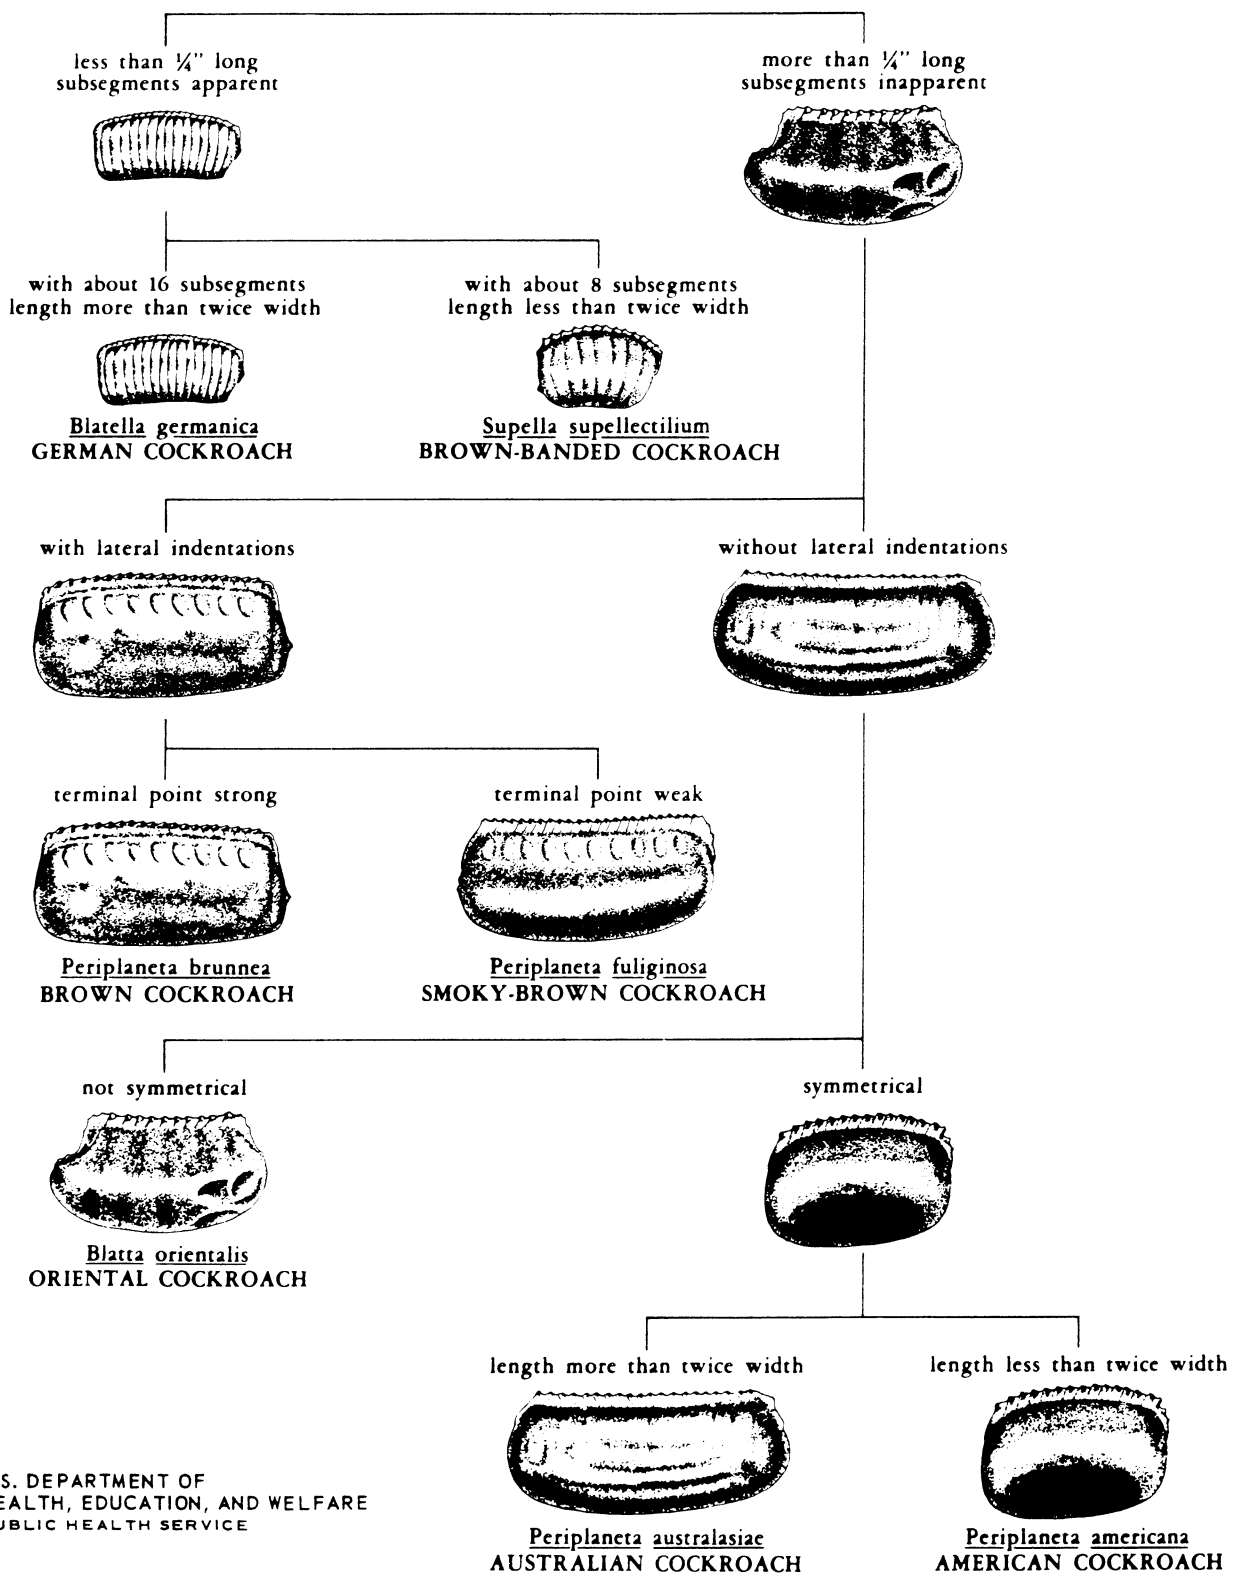 less than ¼" long
subsegments apparent
more than ¼" long
subsegments inapparent
with about 16 subsegments
length more than twice width
with about 8 subsegments
length less than twice width
Blatella germanica
GERMAN COCKROACH
Supella supellectilium
BROWN-BANDED COCKROACH
with lateral indentations
without lateral indentations
terminal point strong
terminal point weak
Periplaneta brunnea
BROWN COCKROACH
Periplaneta fuliginosa
SMOKY-BROWN COCKROACH
not symmetrical
symmetrical
Blatta orientalis
ORIENTAL COCKROACH
length more than twice width
length less than twice width
S. DEPARTMENT OF
EALTH, EDUCATION, AND WELFARE
UBLIC HEALTH SERVICE
Periplaneta australasiae
AUSTRALIAN COCKROACH
Periplaneta americana
AMERICAN COCKROACH